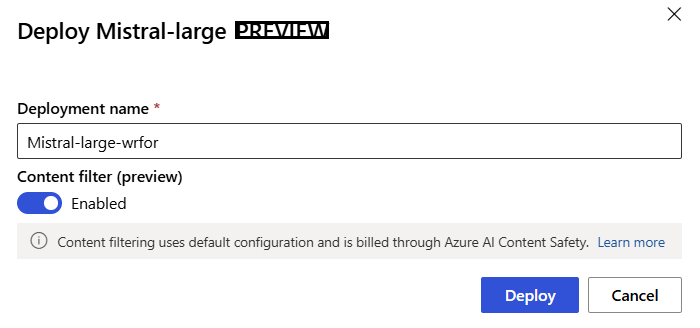 Deploy Mistral-large PREVIEW
Deployment name *
Mistral-large-wrfor
Content filter (preview)
Enabled
Content filtering uses default configuration and is billed through Azure AI Content Safety. Learn more
Deploy Cancel